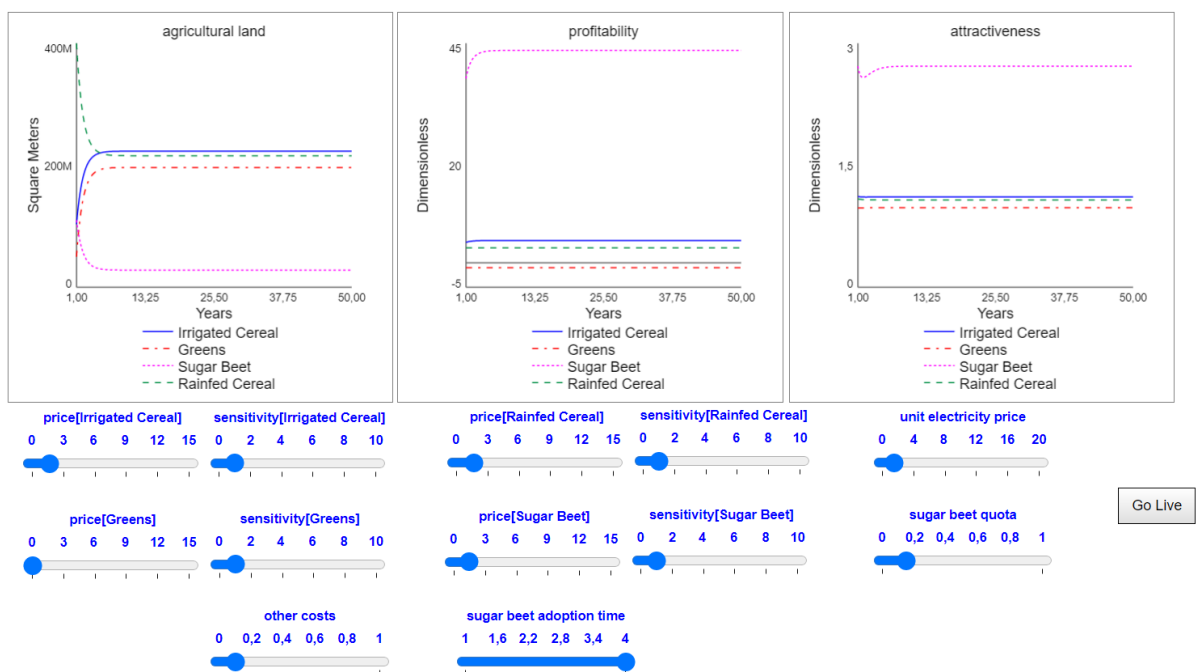 agricultural land
400M
200M
0
Square Meters
1,00 13,25 25,50 37,75 50,00
Years
Irrigated Cereal
Greens
Sugar Beet
Rainfed Cereal
profitability
45
20
-5
Dimensionless
1,00 13,25 25,50 37,75 50,00
Years
Irrigated Cereal
Greens
Sugar Beet
Rainfed Cereal
attractiveness
3
1,5
0
Dimensionless
1,00 13,25 25,50 37,75 50,00
Years
Irrigated Cereal
Greens
Sugar Beet
Rainfed Cereal
price[Irrigated Cereal]
0 3 6 9 12 15
sensitivity[Irrigated Cereal]
0 2 4 6 8 10
price[Rainfed Cereal]
0 3 6 9 12 15
sensitivity[Rainfed Cereal]
0 2 4 6 8 10
unit electricity price
0 4 8 12 16 20
Go Live
price[Greens]
0 3 6 9 12 15
sensitivity[Greens]
0 2 4 6 8 10
price[Sugar Beet]
0 3 6 9 12 15
sensitivity[Sugar Beet]
0 2 4 6 8 10
sugar beet quota
0 0,2 0,4 0,6 0,8 1
other costs
0 0,2 0,4 0,6 0,8 1
sugar beet adoption time
1 1,6 2,2 2,8 3,4 4